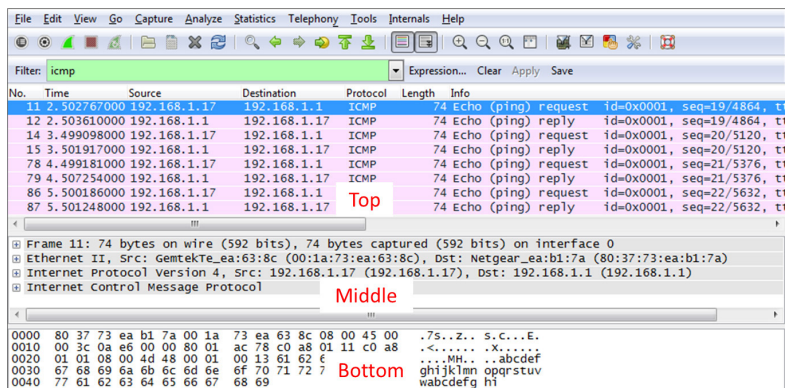 File Edit View Go Capture Analyze Statistics Telephony Tools Internals Help
Filter: icmp Expression... Clear Apply Save
No. Time Source Destination Protocol Length Info
11 2.502767000 192.168.1.17 192.168.1.1 ICMP 74 Echo (ping) request id=0x0001, seq=19/4864, tt
12 2.503610000 192.168.1.1 192.168.1.17 ICMP 74 Echo (ping) reply id=0x0001, seq=19/4864, tt
14 3.499098000 192.168.1.17 192.168.1.1 ICMP 74 Echo (ping) request id=0x0001, seq=20/5120, tt
15 3.501917000 192.168.1.1 192.168.1.17 ICMP 74 Echo (ping) reply id=0x0001, seq=20/5120, tt
78 4.499181000 192.168.1.17 192.168.1.1 ICMP 74 Echo (ping) request id=0x0001, seq=21/5376, tt
79 4.507254000 192.168.1.1 192.168.1.17 ICMP 74 Echo (ping) reply id=0x0001, seq=21/5376, tt
86 5.500186000 192.168.1.17 192.168.1.1 ICMP 74 Echo (ping) request id=0x0001, seq=22/5632, tt
87 5.501248000 192.168.1.1 192.168.1.17 ICMP 74 Echo (ping) reply id=0x0001, seq=22/5632, tt
Top
Frame 11: 74 bytes on wire (592 bits), 74 bytes captured (592 bits) on interface 0
Ethernet II, Src: GemtekTe_ea:63:8c (00:1a:73:ea:63:8c), Dst: Netgear_ea:b1:7a (80:37:73:ea:b1:7a)
Internet Protocol Version 4, Src: 192.168.1.17 (192.168.1.17), Dst: 192.168.1.1 (192.168.1.1)
Internet Control Message Protocol
Middle
0000 80 37 73 ea b1 7a 00 1a 73 ea 63 8c 08 00 45 00 .7s..z.. s.c...E.
0010 00 3c 0a e6 00 00 80 01 ac 78 c0 a8 01 11 c0 a8 .<...... .x......
0020 01 01 08 00 4d 48 00 01 00 13 61 62 ....MH.. ..abcdef
0030 67 68 69 6a 6b 6c 6d 6e 6f 70 71 72 ghijklmn opqrstuv
0040 77 61 62 63 64 65 66 67 68 69 wabcdefg hi
Bottom